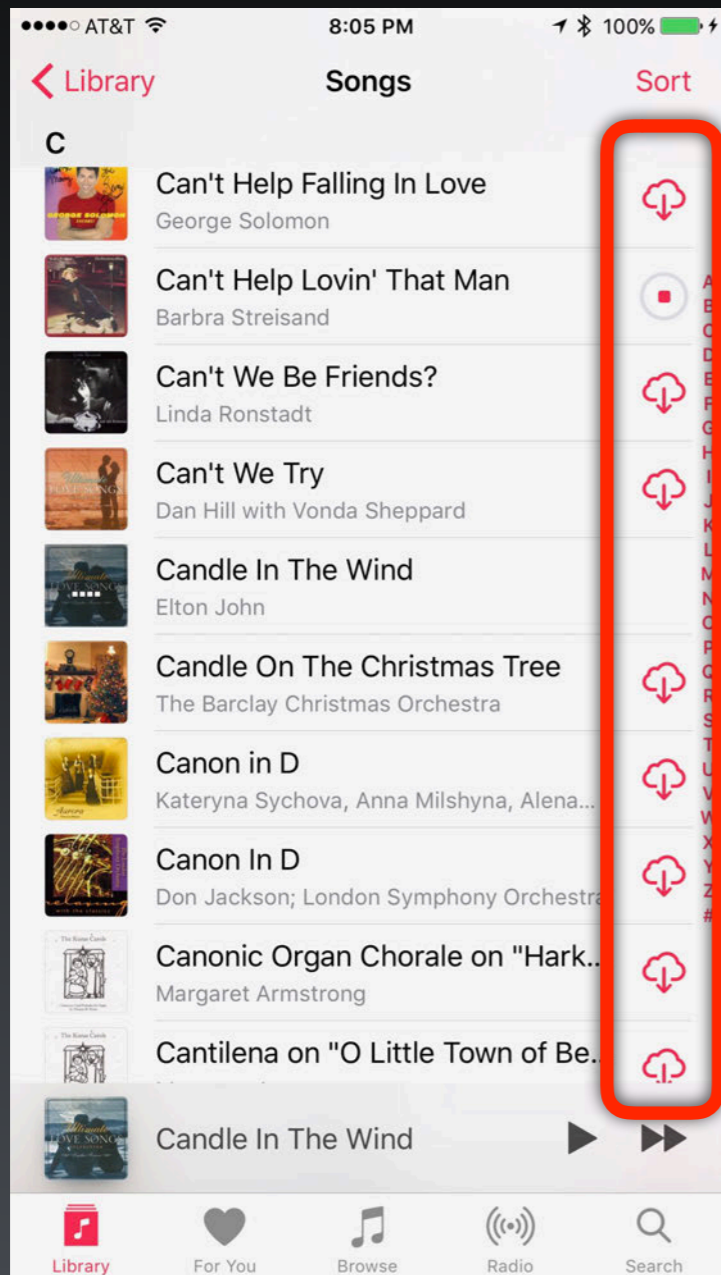 AT&T 8:05 PM 100%
Library Songs Sort
C
Can't Help Falling In Love
George Solomon
Can't Help Lovin' That Man
Barbra Streisand
Can't We Be Friends?
Linda Ronstadt
Can't We Try
Dan Hill with Vonda Sheppard
Candle In The Wind
Elton John
Candle On The Christmas Tree
The Barclay Christmas Orchestra
Canon in D
Kateryna Sychova, Anna Milshyna, Alena...
Canon In D
Don Jackson; London Symphony Orchestra
Canonic Organ Chorale on "Hark..
Margaret Armstrong
Cantilena on "O Little Town of Be..
A
B
C
D
E
F
G
H
I
J
K
L
M
N
O
P
Q
R
S
T
U
V
W
X
Y
Z
#
Candle In The Wind
Library For You Browse Radio Search